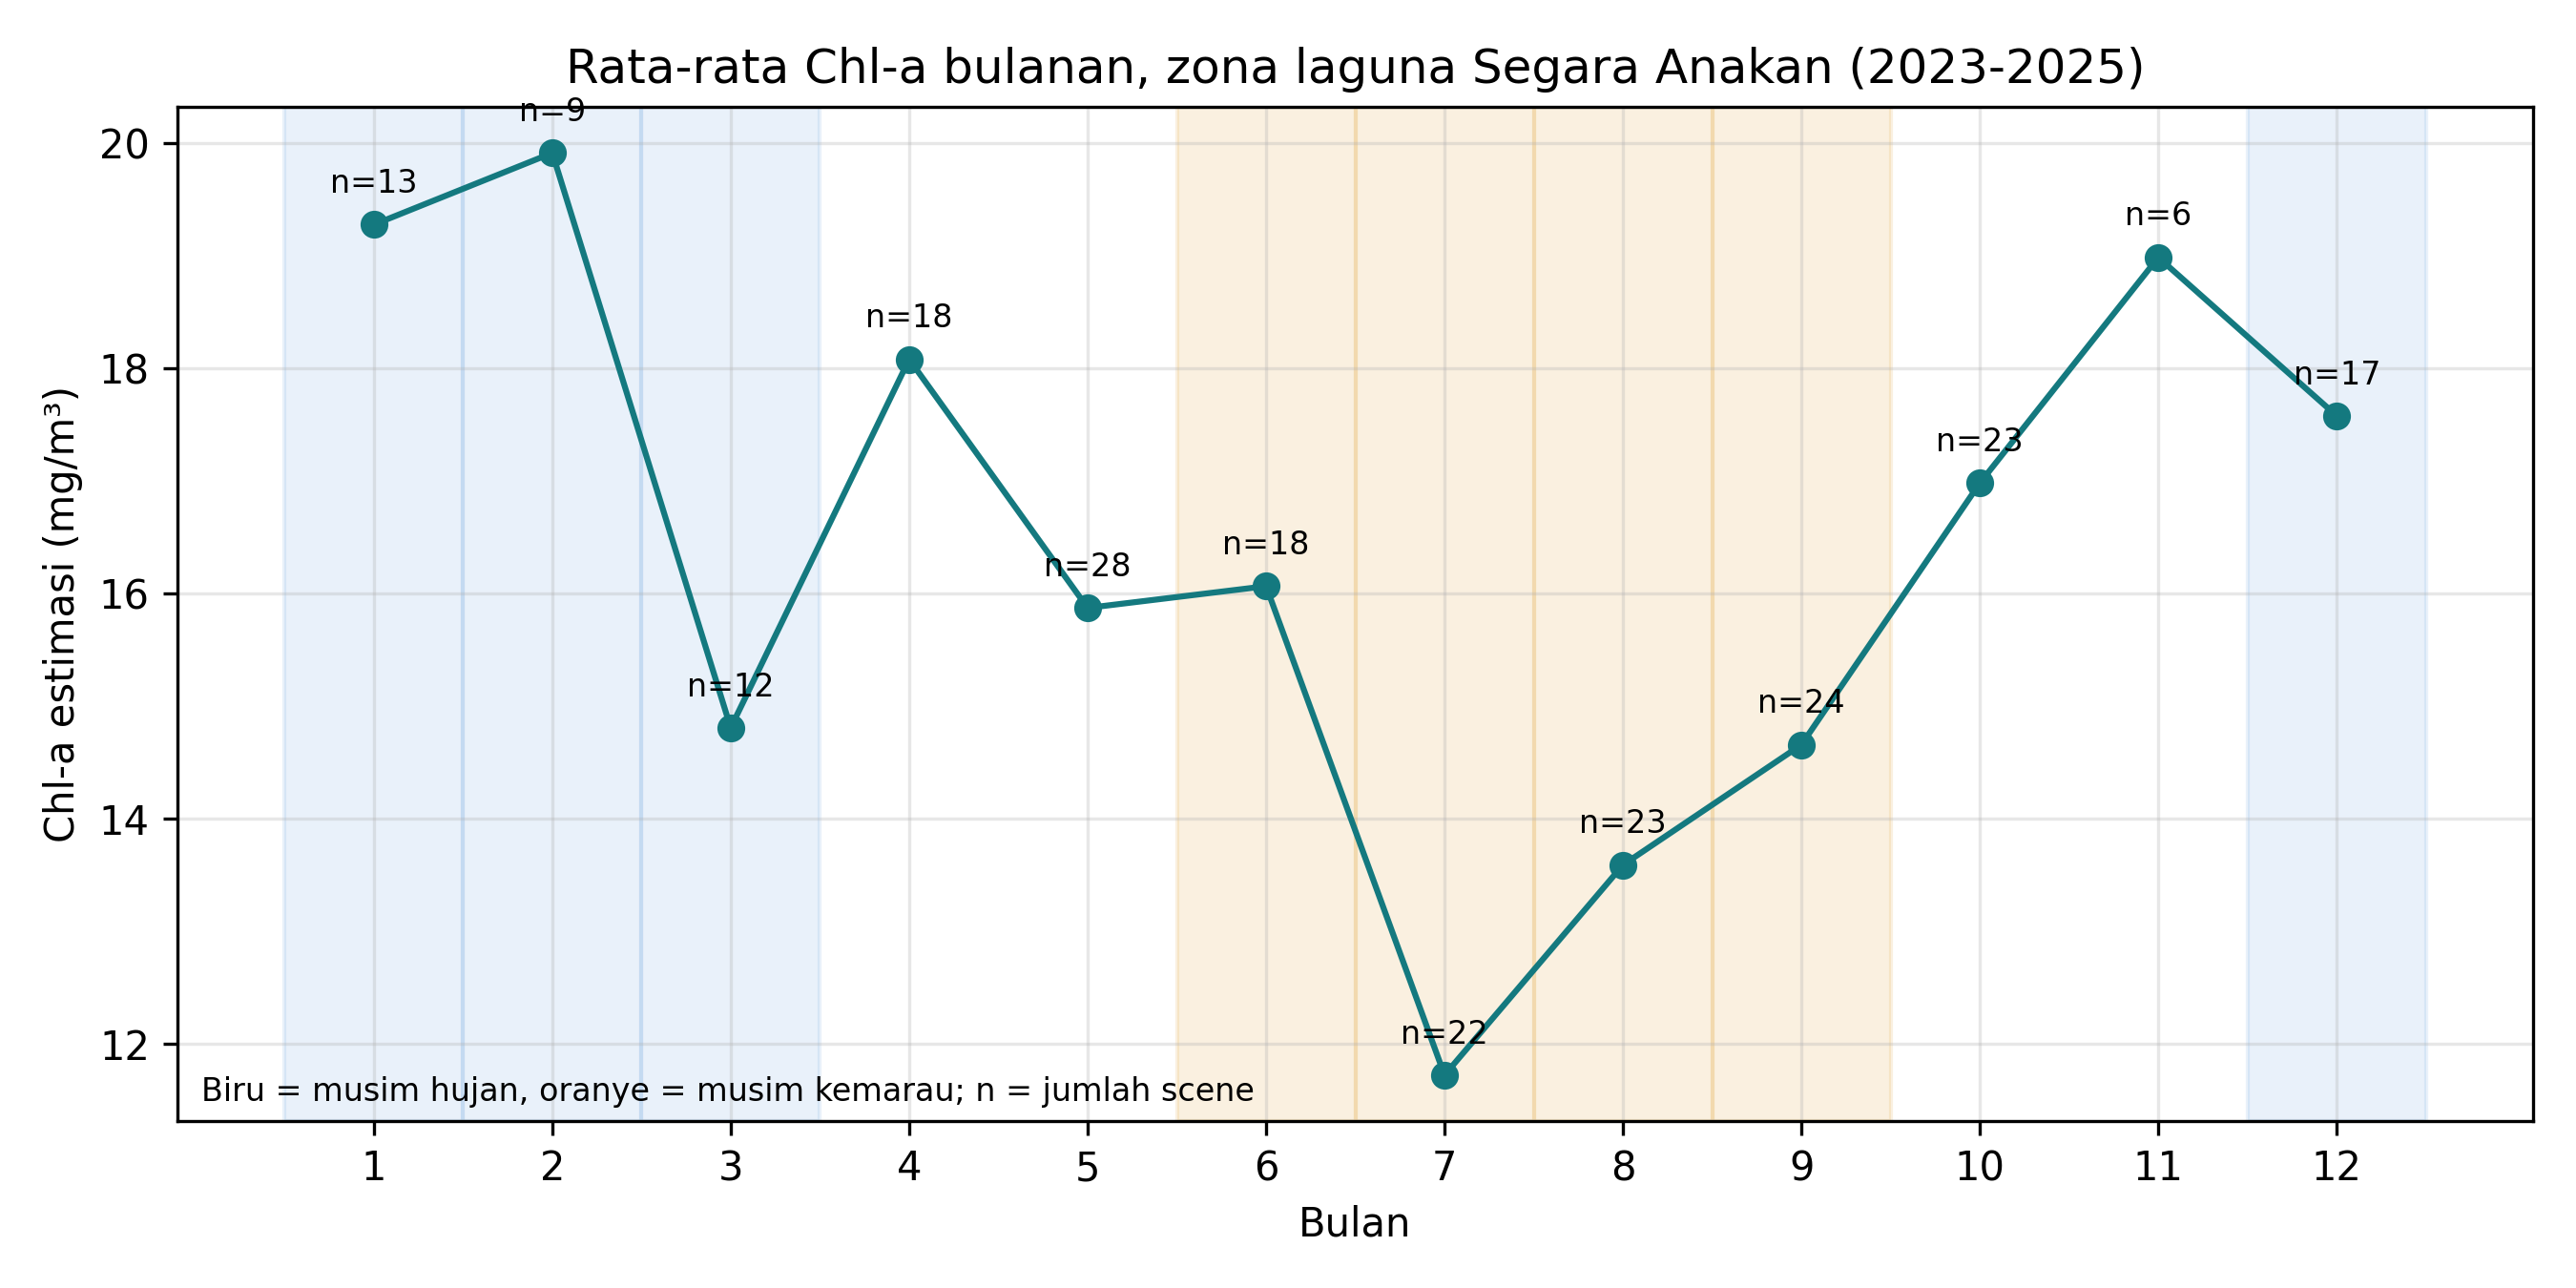 Rata-rata Chl-a bulanan, zona laguna Segara Anakan (2023-2025)
Chl-a estimasi (mg/m³)
20
18
16
14
12
n=13
n=9
n=12
n=18
n=28
n=18
n=22
n=23
n=24
n=23
n=6
n=17
Biru = musim hujan, oranye = musim kemarau; n = jumlah scene
1 2 3 4 5 6 7 8 9 10 11 12
Bulan